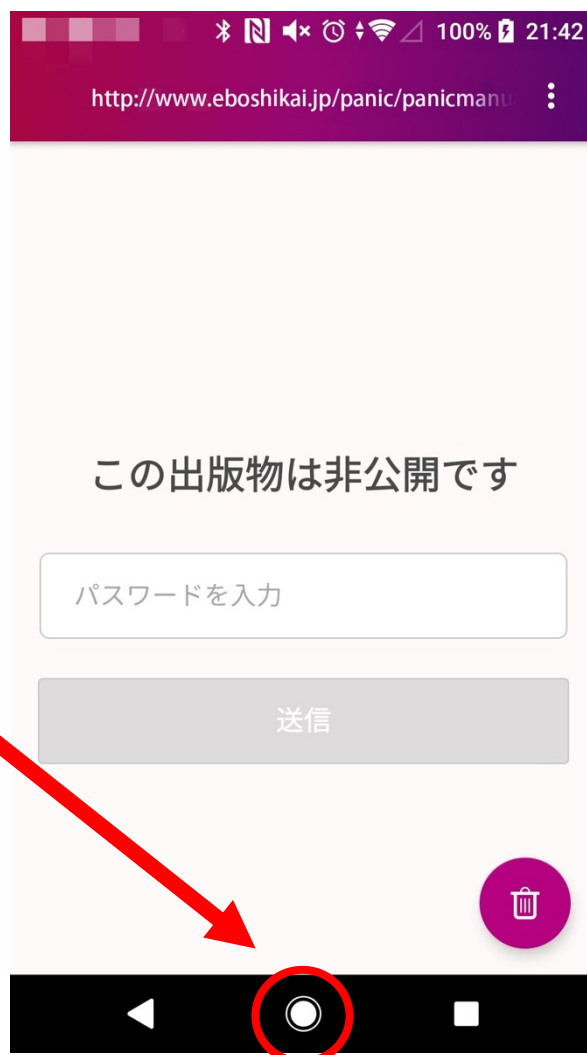 100% 21:42
http://www.eboshikai.jp/panic/panicmanu
この出版物は非公開です
パスワードを入力
送信